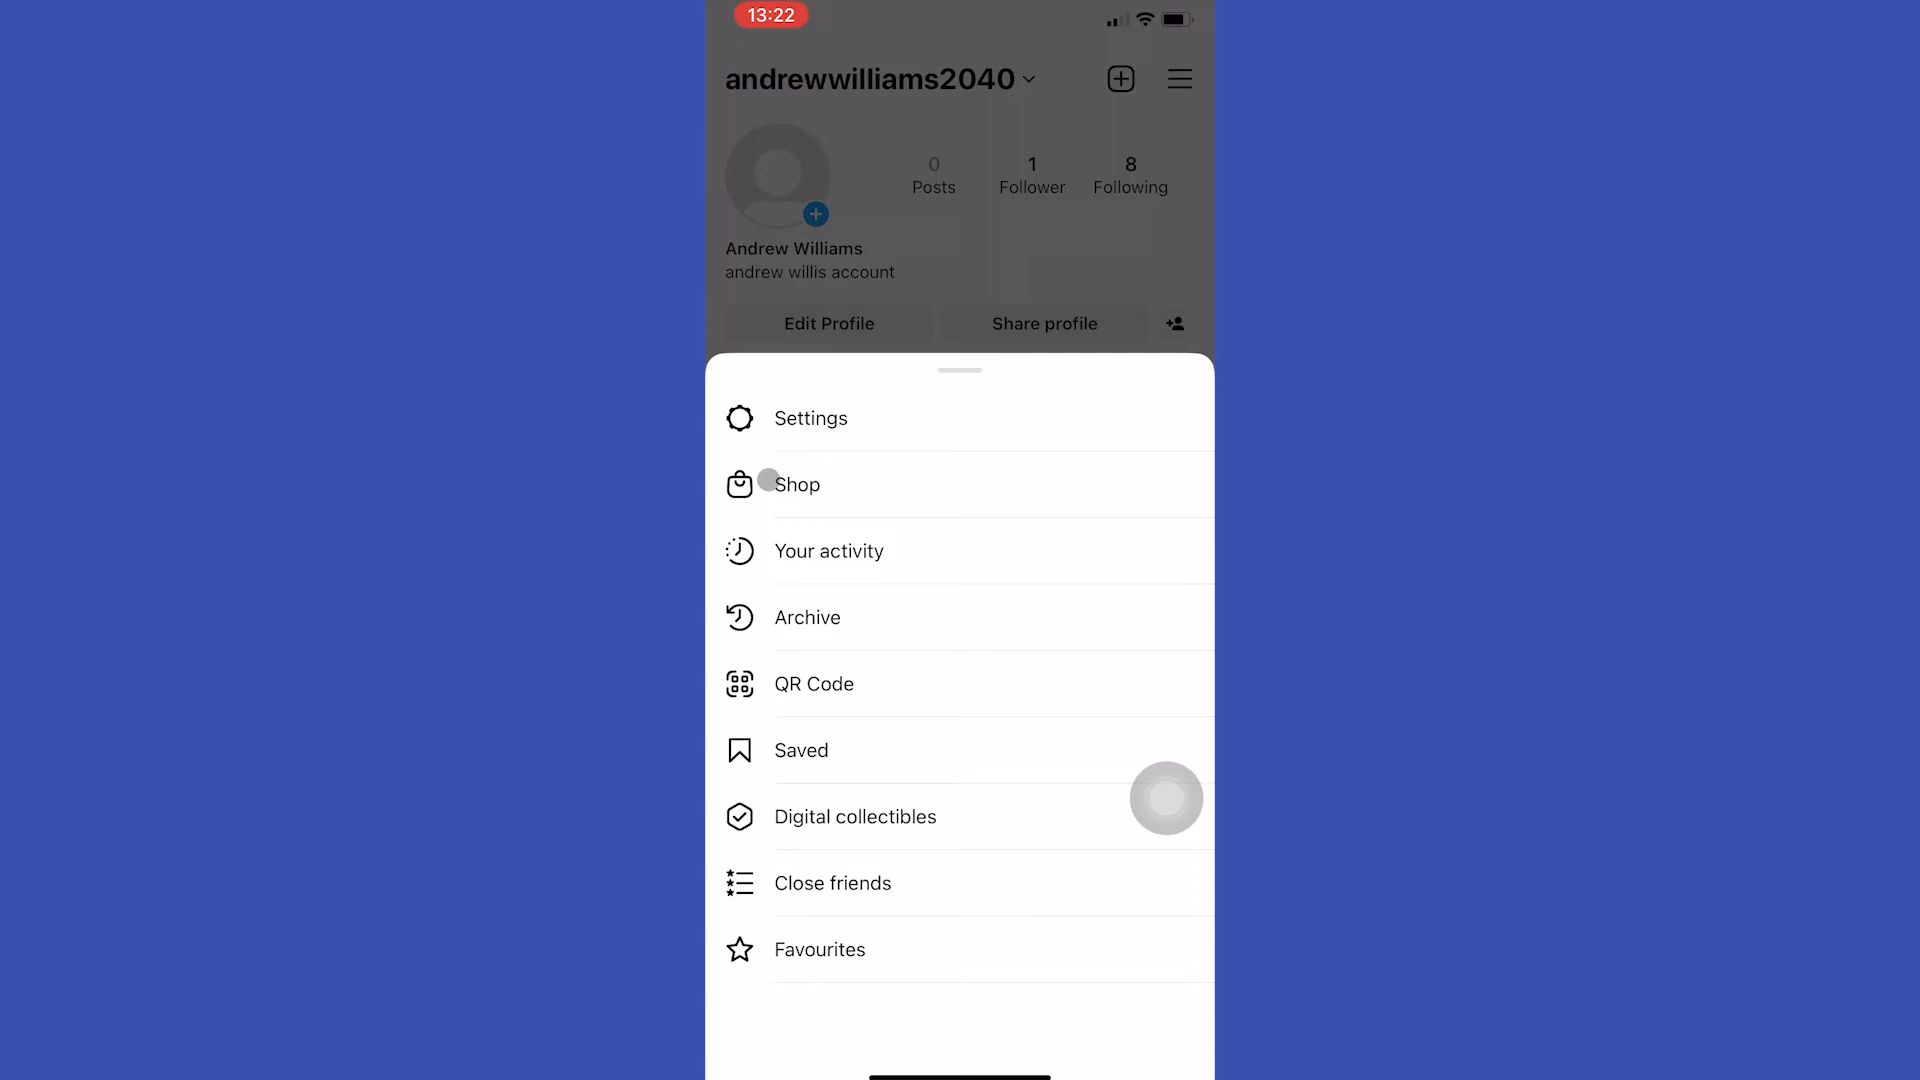 13:22
andrewwilliams2040
0 1 8
Posts Follower Following
Andrew Williams
andrew willis account
Edit Profile Share profile
Settings
Shop
Your activity
Archive
QR Code
Saved
Digital collectibles
Close friends
Favourites